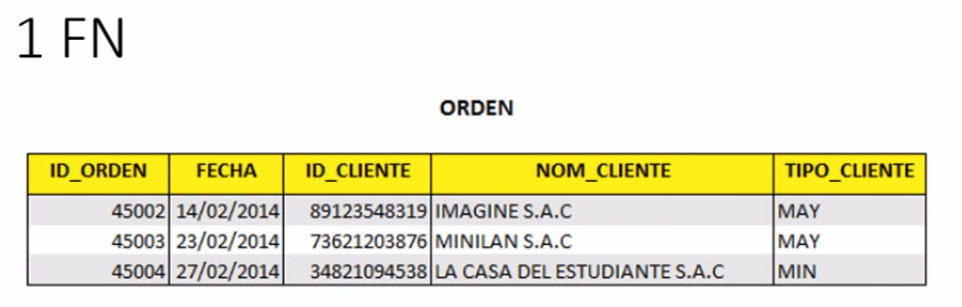 1 FN
ORDEN
ID_ORDEN FECHA ID_CLIENTE NOM_CLIENTE TIPO_CLIENTE
45002 14/02/2014 89123548319 IMAGINE S.A.C MAY
45003 23/02/2014 73621203876 MINILAN S.A.C MAY
45004 27/02/2014 34821094538 LA CASA DEL ESTUDIANTE S.A.C MIN